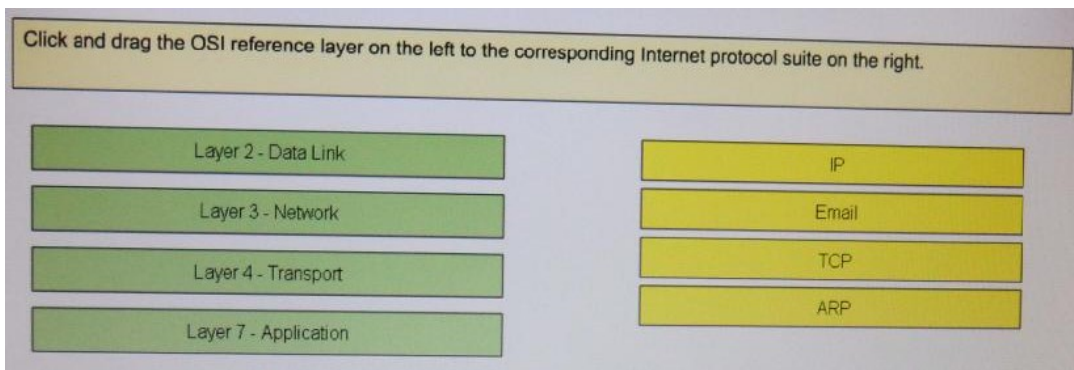 Click and drag the OSI reference layer on the left to the corresponding Internet protocol suite on the right.
Layer 2 - Data Link
Layer 3 - Network
Layer 4 - Transport
Layer 7 - Application
IP
Email
TCP
ARP